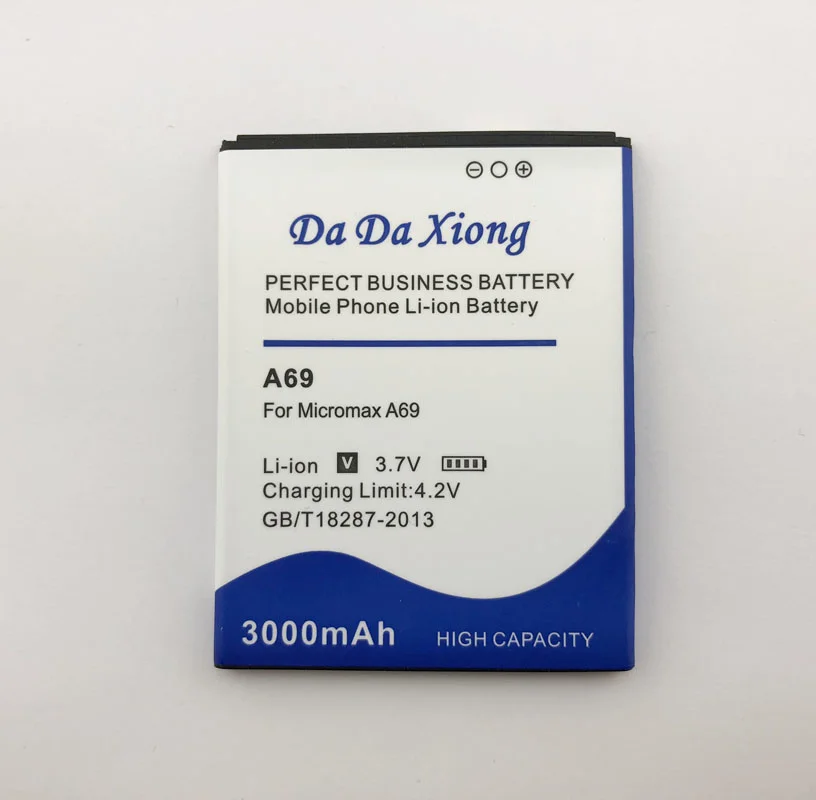 Da Da Xiong
PERFECT BUSINESS BATTERY
Mobile Phone Li-ion Battery
A69
For Micromax A69
Li-ion V 3.7V
Charging Limit:4.2V
GB/T18287-2013
3000mAh HIGH CAPACITY